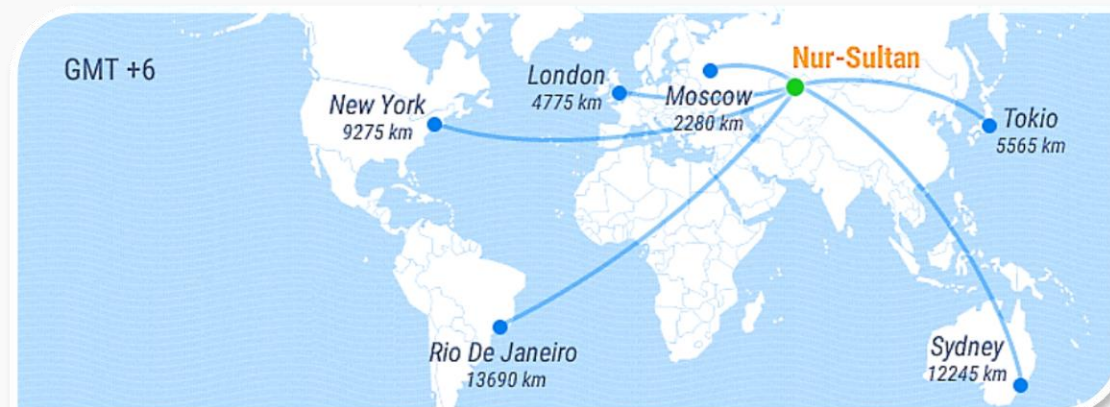 GMT +6
Nur-Sultan
London
4775 km
Moscow
2280 km
New York
9275 km
Tokio
5565 km
Rio De Janeiro
13690 km
Sydney
12245 km